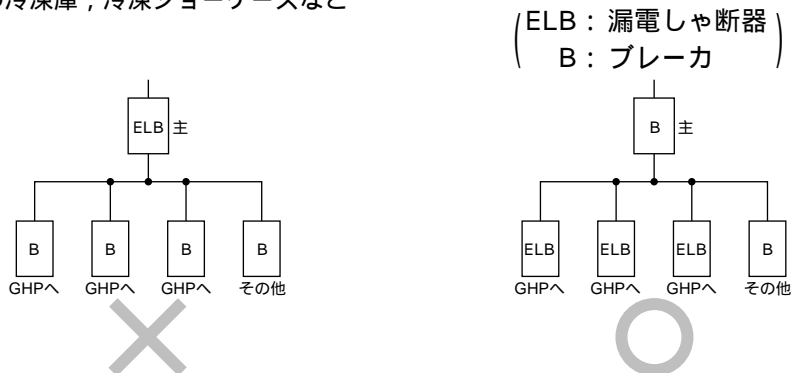 冷凍庫，冷凍ショーケースなど
ELB：漏電しゃ断器
B：ブレーカ
ELB 主
B B B B
GHPへ GHPへ GHPへ その他
B 主
ELB ELB ELB B
GHPへ GHPへ GHPへ その他